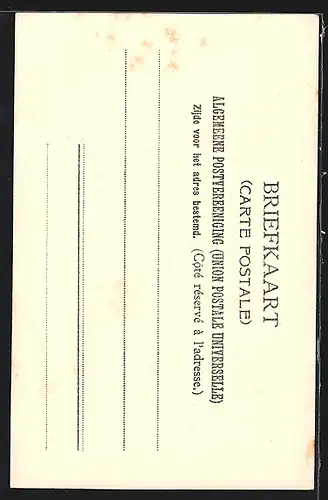 BRIEFKAART
(CARTE POSTALE)
ALGEMEENE POSTVEREENIGING (UNION POSTALE UNIVERSELLE)
Zijde voor het adres bestemd. (Côté réservé à l'adresse.)